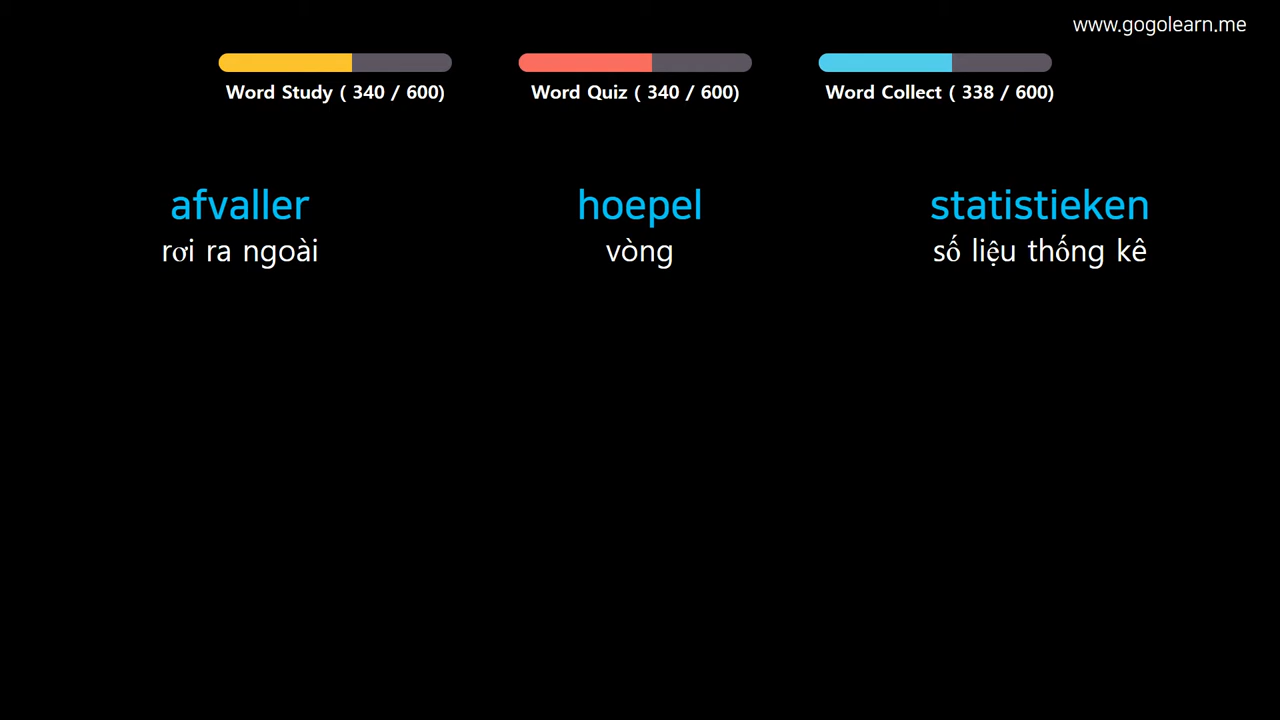 www.gogolearn.me
Word Study ( 340 / 600)
Word Quiz ( 340 / 600)
Word Collect ( 338 / 600)
afvaller
rơi ra ngoài
hoepel
vòng
statistieken
số liệu thống kê